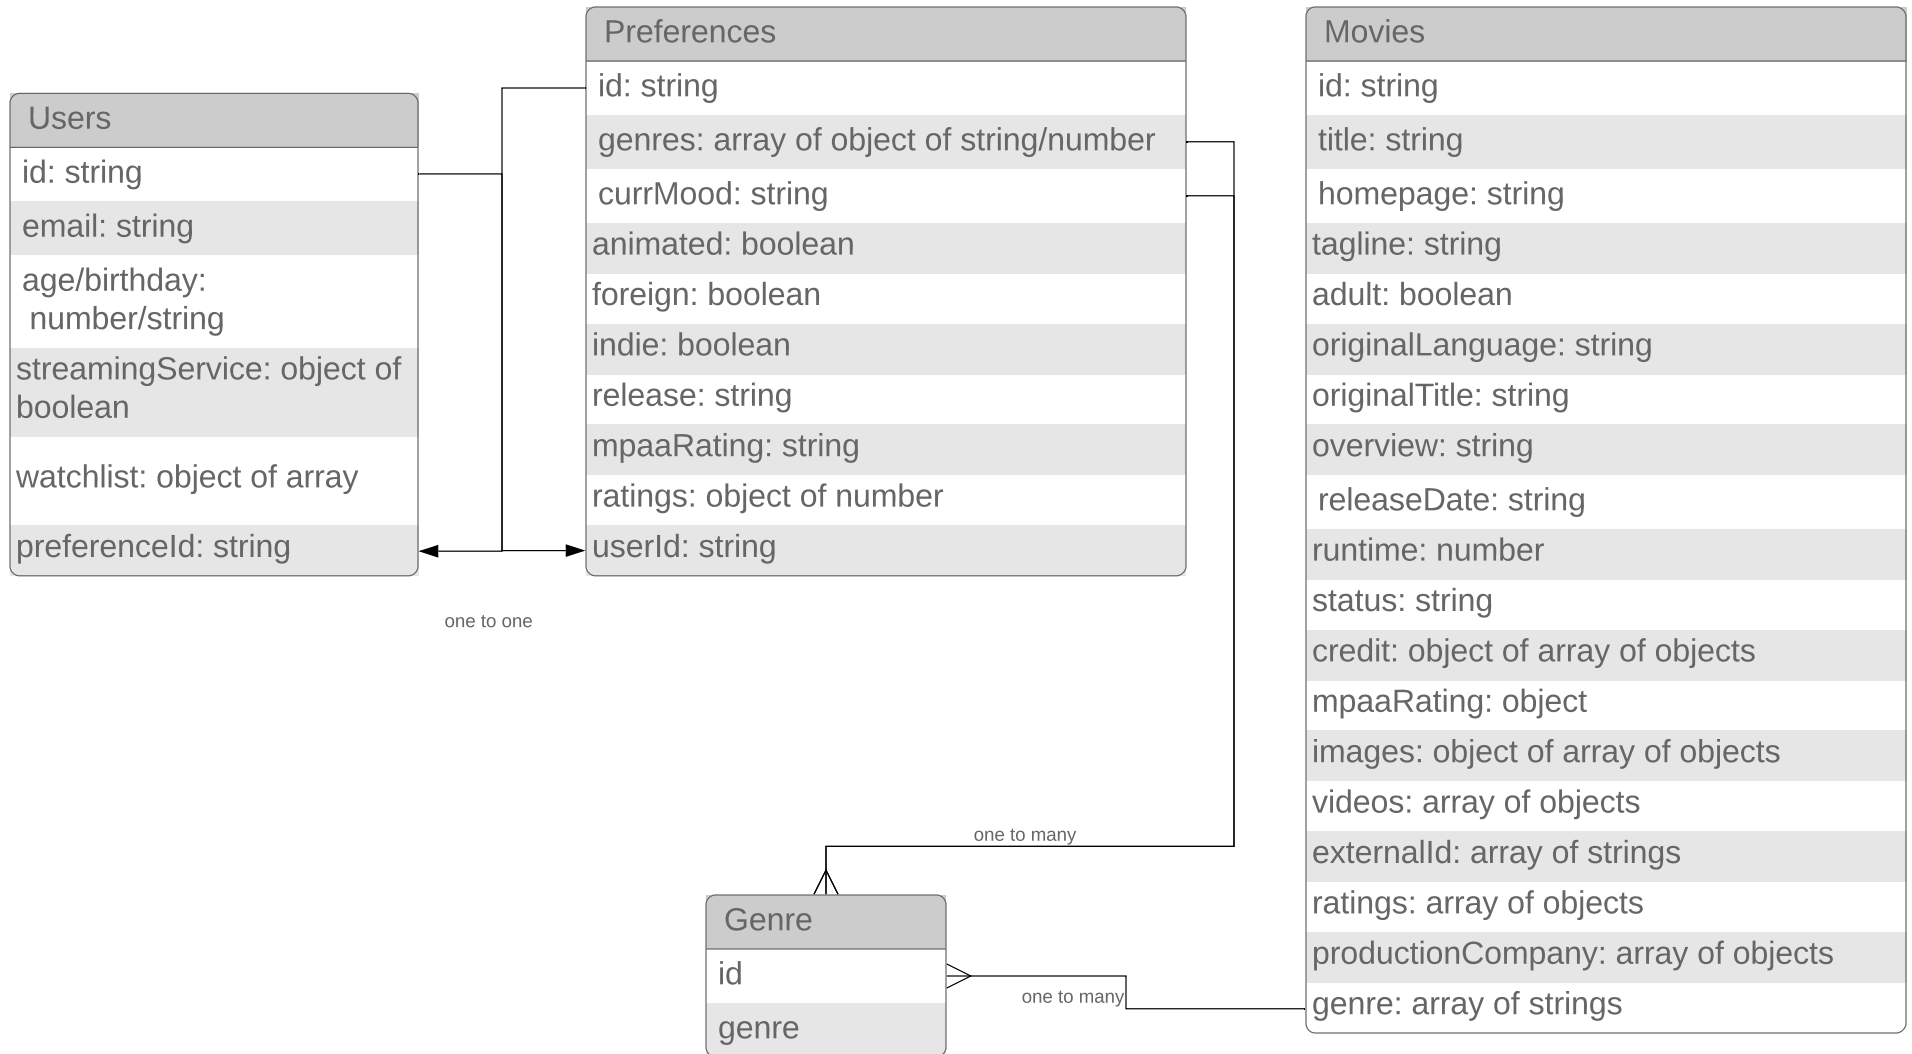 Users
id: string
email: string
age/birthday:
number/string
streamingService: object of
boolean
watchlist: object of array
preferenceId: string
one to one
Preferences
id: string
genres: array of object of string/number
currMood: string
animated: boolean
foreign: boolean
indie: boolean
release: string
mpaaRating: string
ratings: object of number
userId: string
one to many
Genre
id
genre
one to many
Movies
id: string
title: string
homepage: string
tagline: string
adult: boolean
originalLanguage: string
originalTitle: string
overview: string
releaseDate: string
runtime: number
status: string
credit: object of array of objects
mpaaRating: object
images: object of array of objects
videos: array of objects
externalId: array of strings
ratings: array of objects
productionCompany: array of objects
genre: array of strings